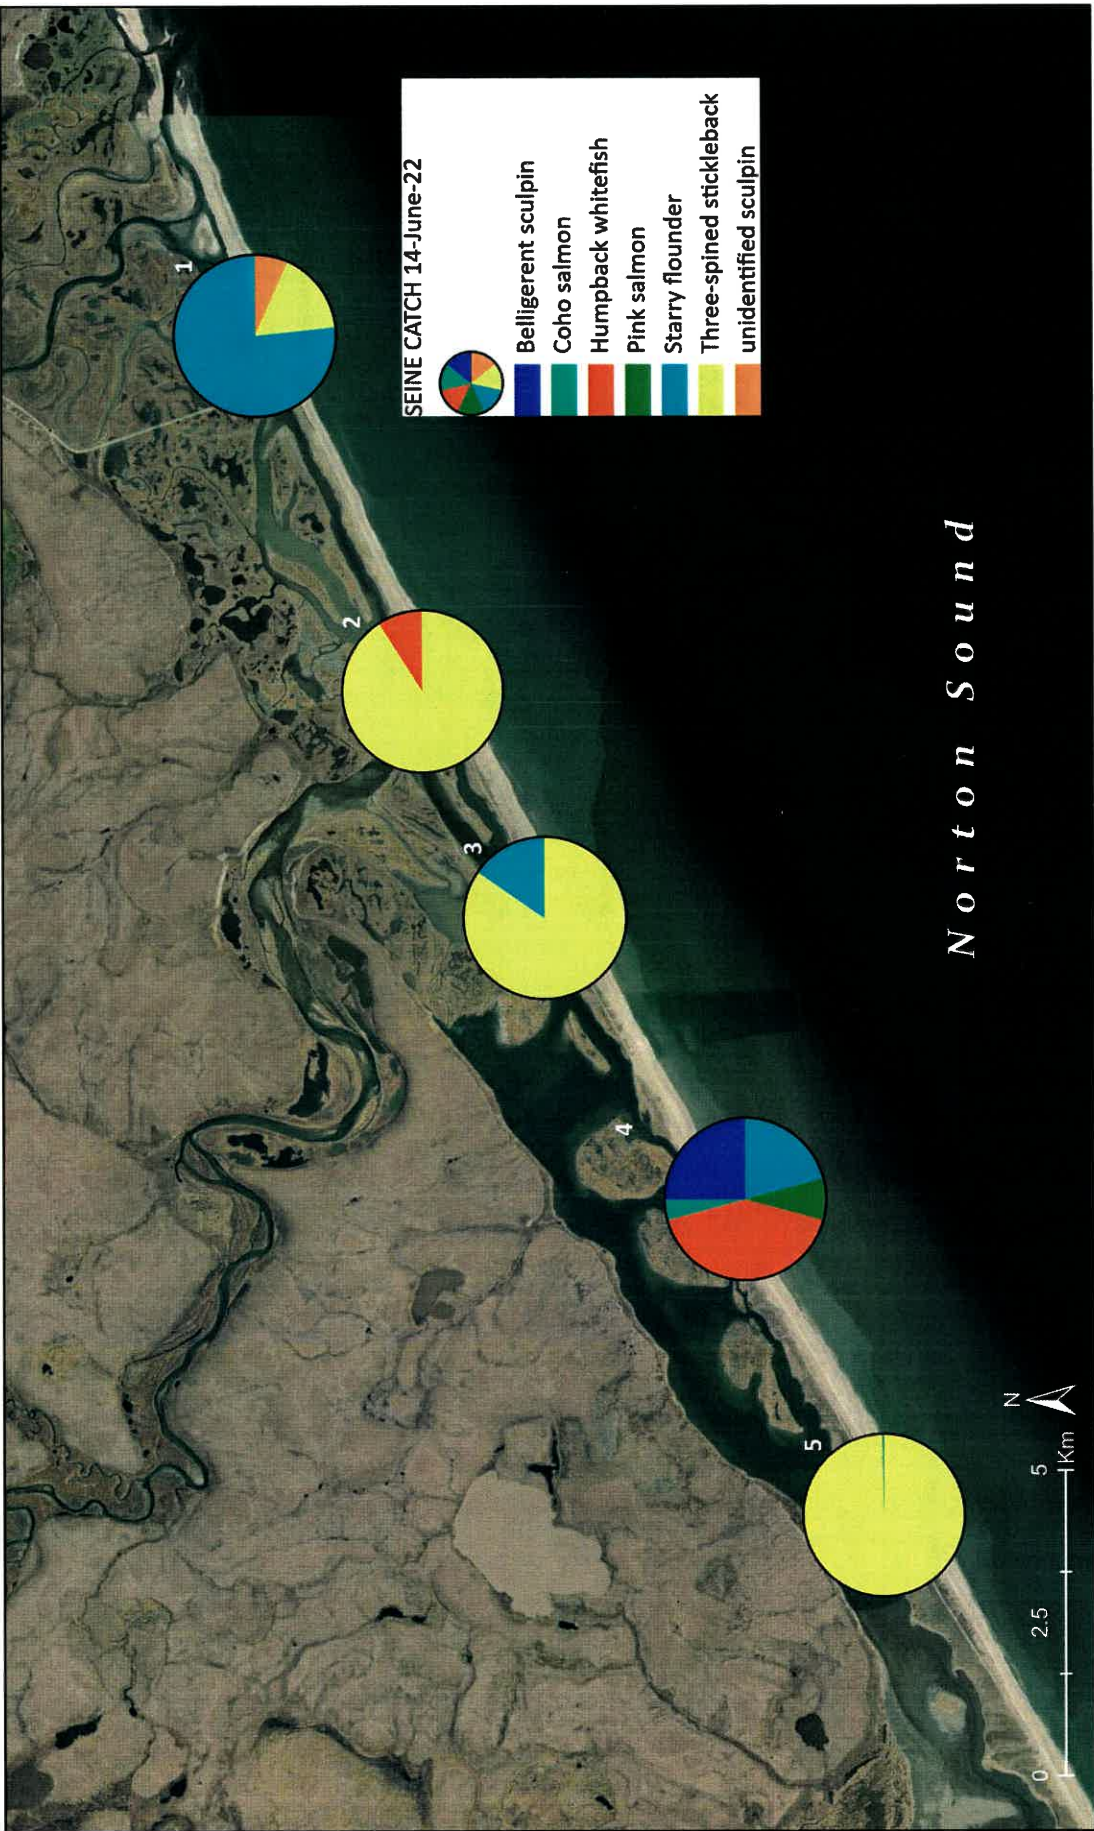 1
2
3
4
5
SEINE CATCH 14-June-22
Belligerent sculpin
Coho salmon
Humpback whitefish
Pink salmon
Starry flounder
Three-spined stickleback
unidentified sculpin
Norton Sound
N
0 2.5 5
Km